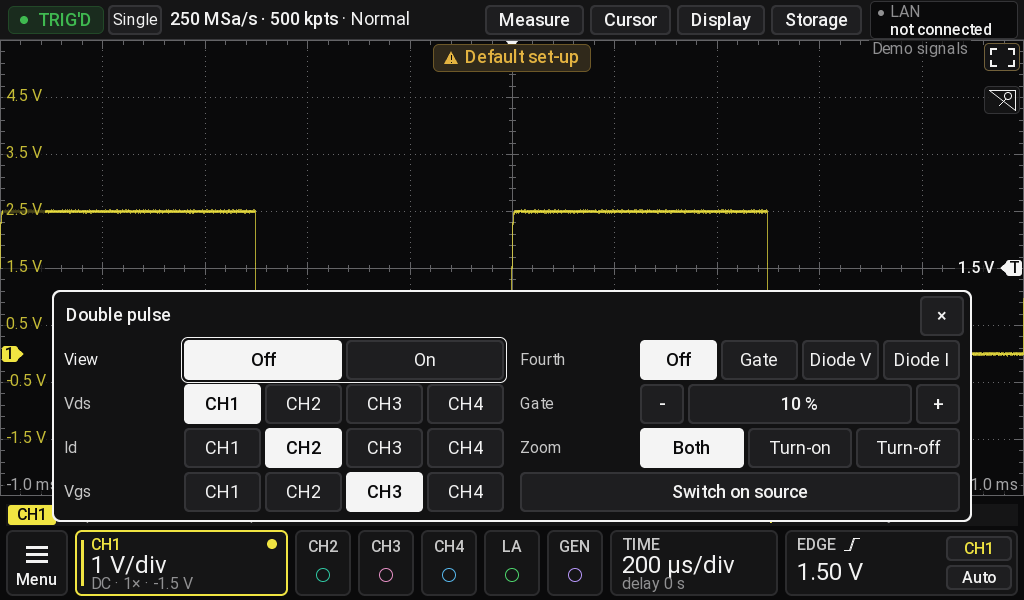 TRIG'D Single 250 MSa/s · 500 kpts · Normal Measure Cursor Display Storage LAN
not connected
Demo signals
Default set-up
4.5 V
3.5 V
2.5 V
1.5 V 1.5 V T
0.5 V
1
-0.5 V
-1.5 V
-1.0 ms 1.0 ms
Double pulse ×
View Off On Fourth Off Gate Diode V Diode I
Vds CH1 CH2 CH3 CH4 Gate - 10 % +
Id CH1 CH2 CH3 CH4 Zoom Both Turn-on Turn-off
Vgs CH1 CH2 CH3 CH4 Switch on source
CH1
Menu
CH1
1 V/div
DC · 1× · -1.5 V
CH2 CH3 CH4 LA GEN
TIME
200 µs/div
delay 0 s
EDGE CH1
1.50 V Auto